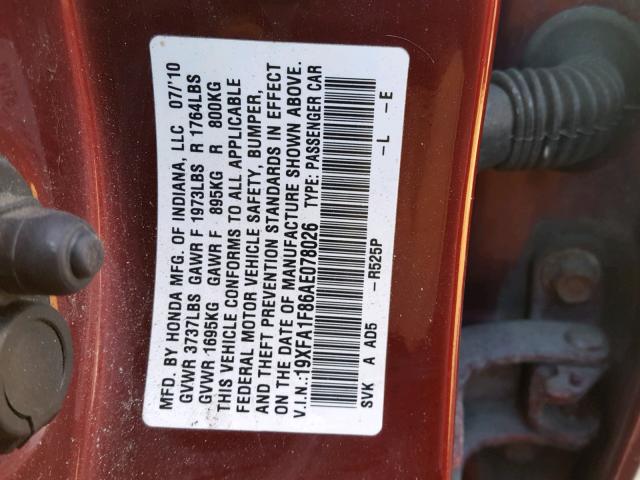 MFD. BY HONDA MFG. OF INDIANA, LLC 07/'10
GVWR 3737LBS GAWR F 1973LBS R 1764LBS
GVWR 1695KG GAWR F 895KG R 800KG
THIS VEHICLE CONFORMS TO ALL APPLICABLE
FEDERAL MOTOR VEHICLE SAFETY, BUMPER,
AND THEFT PREVENTION STANDARDS IN EFFECT
ON THE DATE OF MANUFACTURE SHOWN ABOVE.
V.I.N.:19XFA1F86AE078026 TYPE: PASSENGER CAR
-R525P -L -E
SVK A AD5